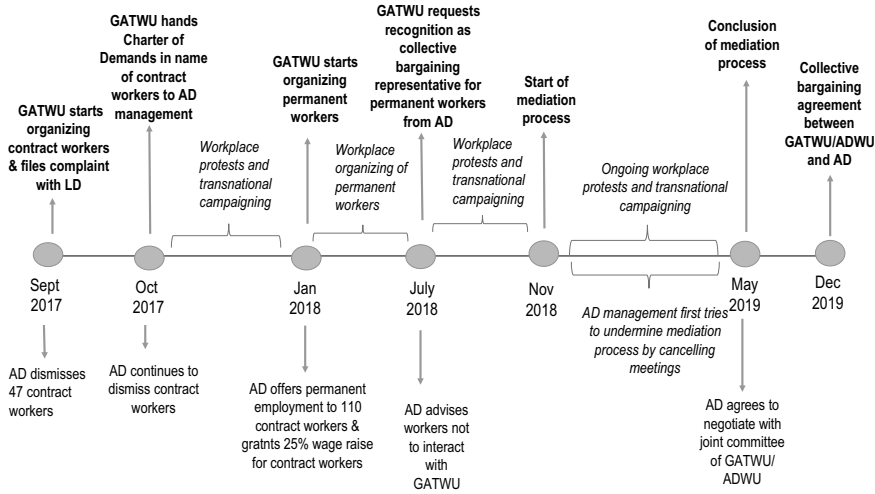 GATWU starts
organizing
contract workers
& files complaint
with LD
GATWU hands
Charter of
Demands in name
of contract
workers to AD
management
Workplace
protests and
transnational
campaigning
GATWU starts
organizing
permanent
workers
Workplace
organizing of
permanent
workers
GATWU requests
recognition as
collective
bargaining
representative for
permanent workers
from AD
Workplace
protests and
transnational
campaigning
Start of
mediation
process
Ongoing workplace
protests and transnational
campaigning
Conclusion
of mediation
process
Collective
bargaining
agreement
between
GATWU/ADWU
and AD
Sept
2017
Oct
2017
Jan
2018
July
2018
Nov
2018
May
2019
Dec
2019
AD dismisses
47 contract
workers
AD continues to
dismiss contract
workers
AD offers permanent
employment to 110
contract workers &
gratnts 25% wage raise
for contract workers
AD advises
workers not
to interact
with
GATWU
AD management first tries
to undermine mediation
process by cancelling
meetings
AD agrees to
negotiate with
joint committee
of GATWU/
ADWU